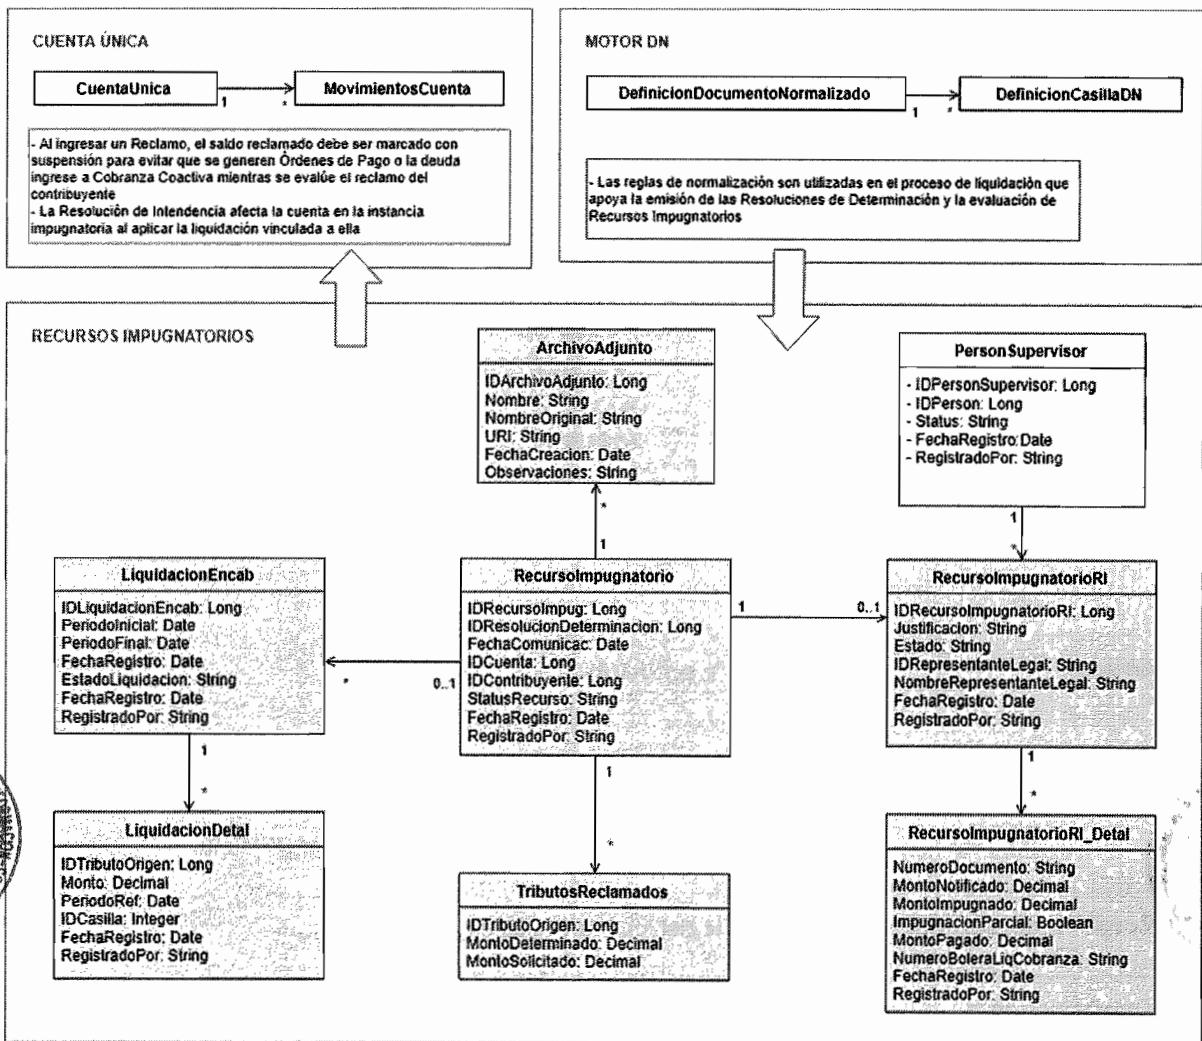 CUENTA ÚNICA
CuentaUnica
1
*
MovimientosCuenta
- Al ingresar un Reclamo, el saldo reclamado debe ser marcado con
suspensión para evitar que se generen Órdenes de Pago o la deuda
ingrese a Cobranza Coactiva mientras se evalúe el reclamo del
contribuyente
- La Resolución de Intendencia afecta la cuenta en la instancia
impugnatoria al aplicar la liquidación vinculada a ella
MOTOR DN
DefinicionDocumentoNormalizado
1
*
DefinicionCasillaDN
- Las reglas de normalización son utilizadas en el proceso de liquidación que
apoya la emisión de las Resoluciones de Determinación y la evaluación de
Recursos Impugnatorios
RECURSOS IMPUGNATORIOS
ArchivoAdjunto
IDArchivoAdjunto: Long
Nombre: String
NombreOriginal: String
URI: String
FechaCreacion: Date
Observaciones: String
*
1
PersonSupervisor
- IDPersonSupervisor: Long
- IDPerson: Long
- Status: String
- FechaRegistro: Date
- RegistradoPor: String
1
*
LiquidacionEncab
IDLiquidacionEncab: Long
PeriodoInicial: Date
PeriodoFinal: Date
FechaRegistro: Date
EstadoLiquidacion: String
FechaRegistro: Date
RegistradoPor: String
*
0..1
RecursoImpugnatorio
IDRecursoImpug: Long
IDResolucionDeterminacion: Long
FechaComunicac: Date
IDCuenta: Long
IDContribuyente: Long
StatusRecurso: String
FechaRegistro: Date
RegistradoPor: String
1
0..1
RecursoImpugnatorioRI
IDRecursoImpugnatorioRI: Long
Justificacion: String
Estado: String
IDRepresentanteLegal: String
NombreRepresentanteLegal: String
FechaRegistro: Date
RegistradoPor: String
1
*
1
*
1
*
LiquidacionDetal
IDTributoOrigen: Long
Monto: Decimal
PeriodoRef: Date
IDCasilla: Integer
FechaRegistro: Date
RegistradoPor: String
TributosReclamados
IDTributoOrigen: Long
MontoDeterminado: Decimal
MontoSolicitado: Decimal
RecursoImpugnatorioRI_Detal
NumeroDocumento: String
MontoNotificado: Decimal
MontoImpugnado: Decimal
ImpugnacionParcial: Boolean
MontoPagado: Decimal
NumeroBoleraLiqCobranza: String
FechaRegistro: Date
RegistradoPor: String